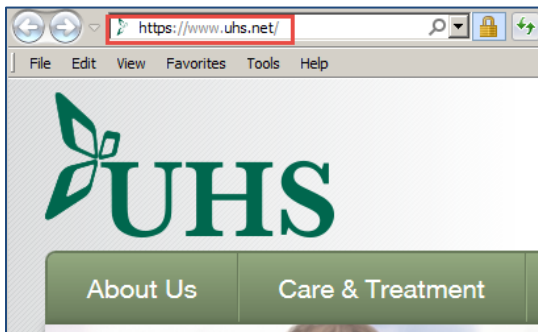 https://www.uhs.net/
File Edit View Favorites Tools Help
UHS
About Us Care & Treatment